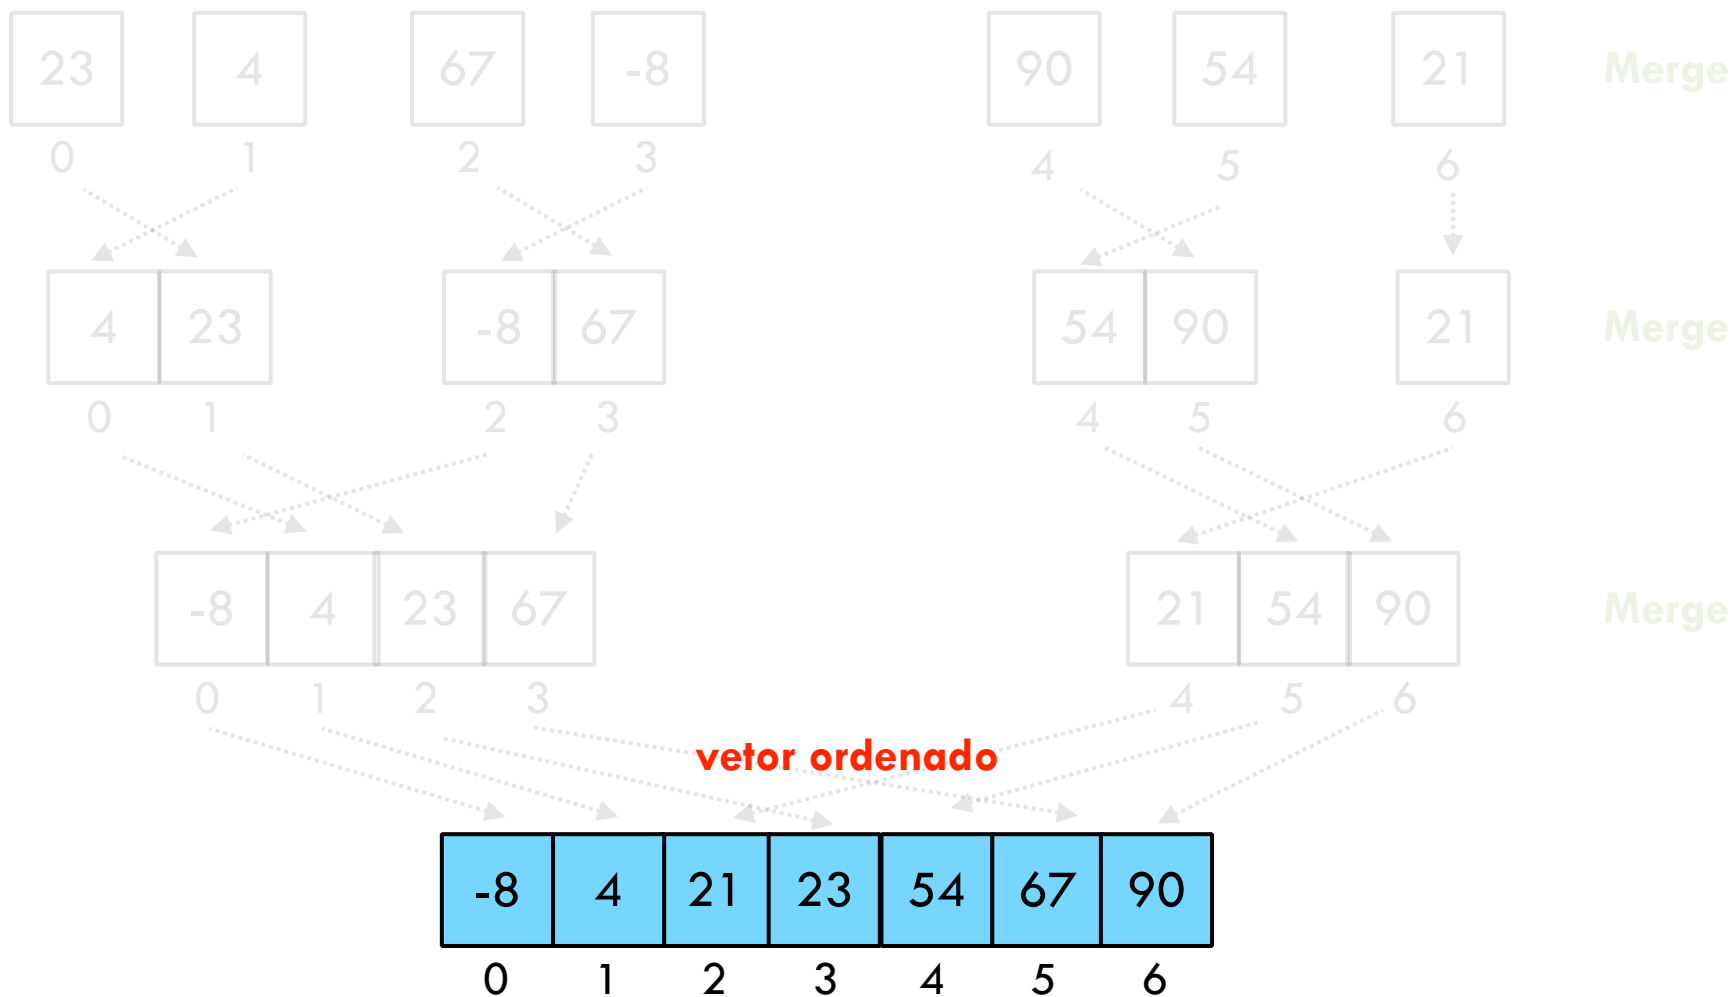 23 4 67 -8 90 54 21 Merge
0 1 2 3 4 5 6
4 23 -8 67 54 90 21 Merge
0 1 2 3 4 5 6
-8 4 23 67 21 54 90 Merge
0 1 2 3 4 5 6
vetor ordenado
-8 4 21 23 54 67 90
0 1 2 3 4 5 6